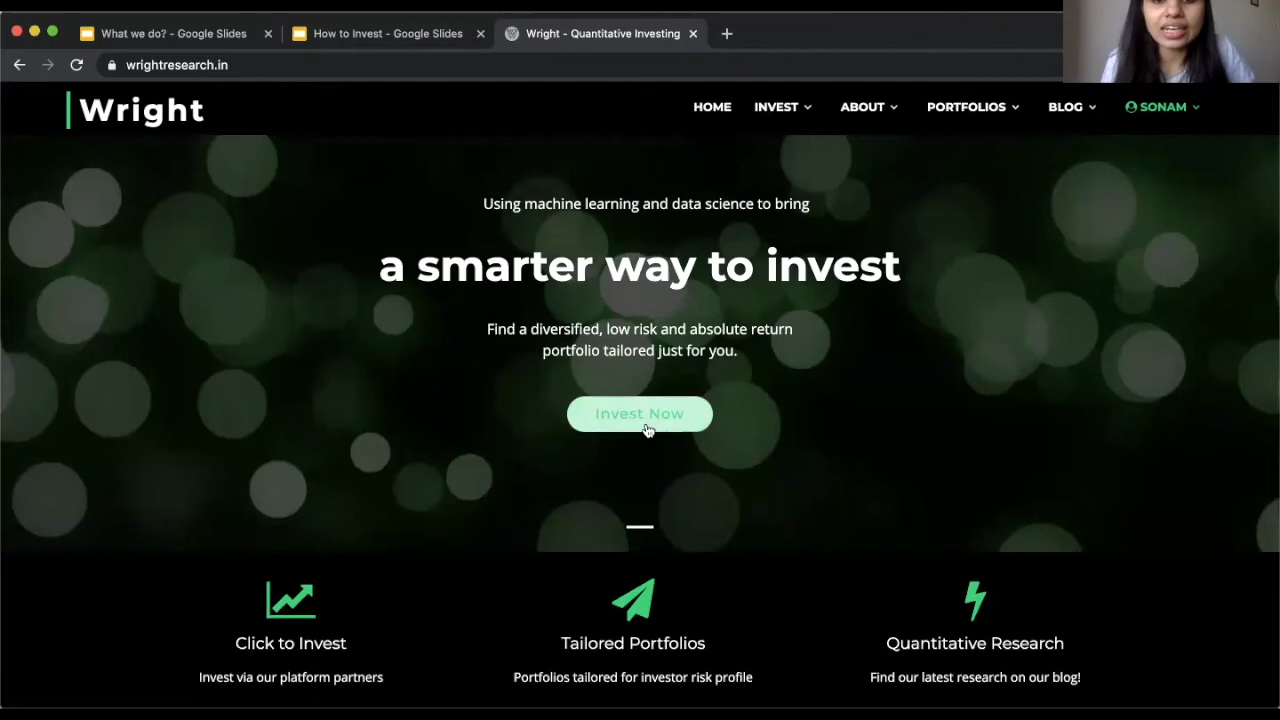 What we do? - Google Slides
How to Invest - Google Slides
Wright - Quantitative Investing
wrightresearch.in
Wright
HOME
INVEST
ABOUT
PORTFOLIOS
BLOG
SONAM
Using machine learning and data science to bring
a smarter way to invest
Find a diversified, low risk and absolute return
portfolio tailored just for you.
Invest Now
Click to Invest
Invest via our platform partners
Tailored Portfolios
Portfolios tailored for investor risk profile
Quantitative Research
Find our latest research on our blog!